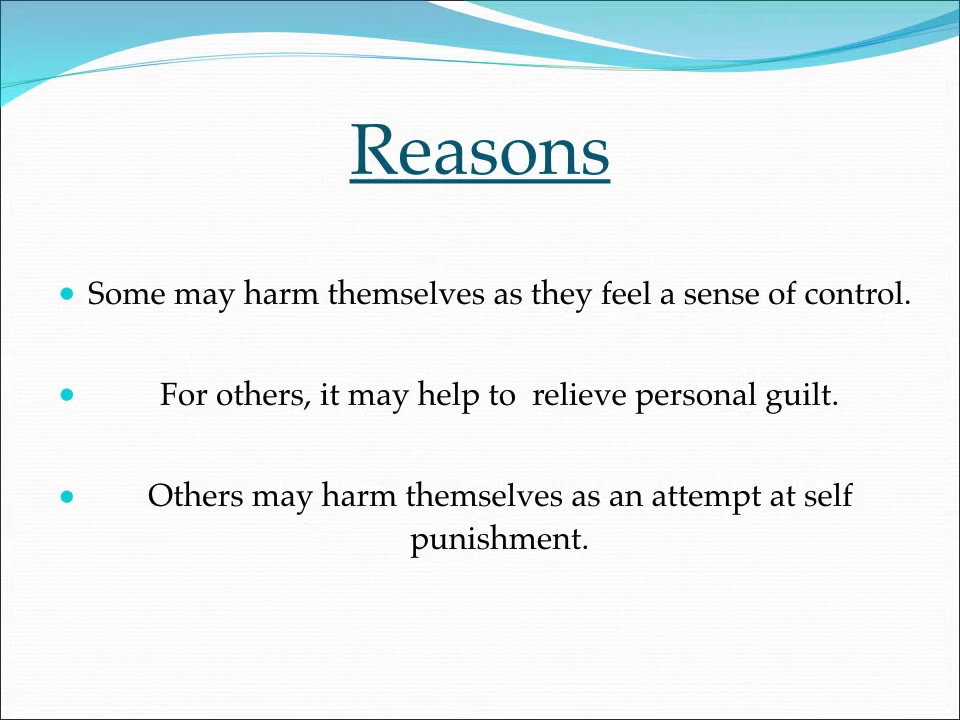 Reasons
• Some may harm themselves as they feel a sense of control.
• For others, it may help to  relieve personal guilt.
• Others may harm themselves as an attempt at self
punishment.